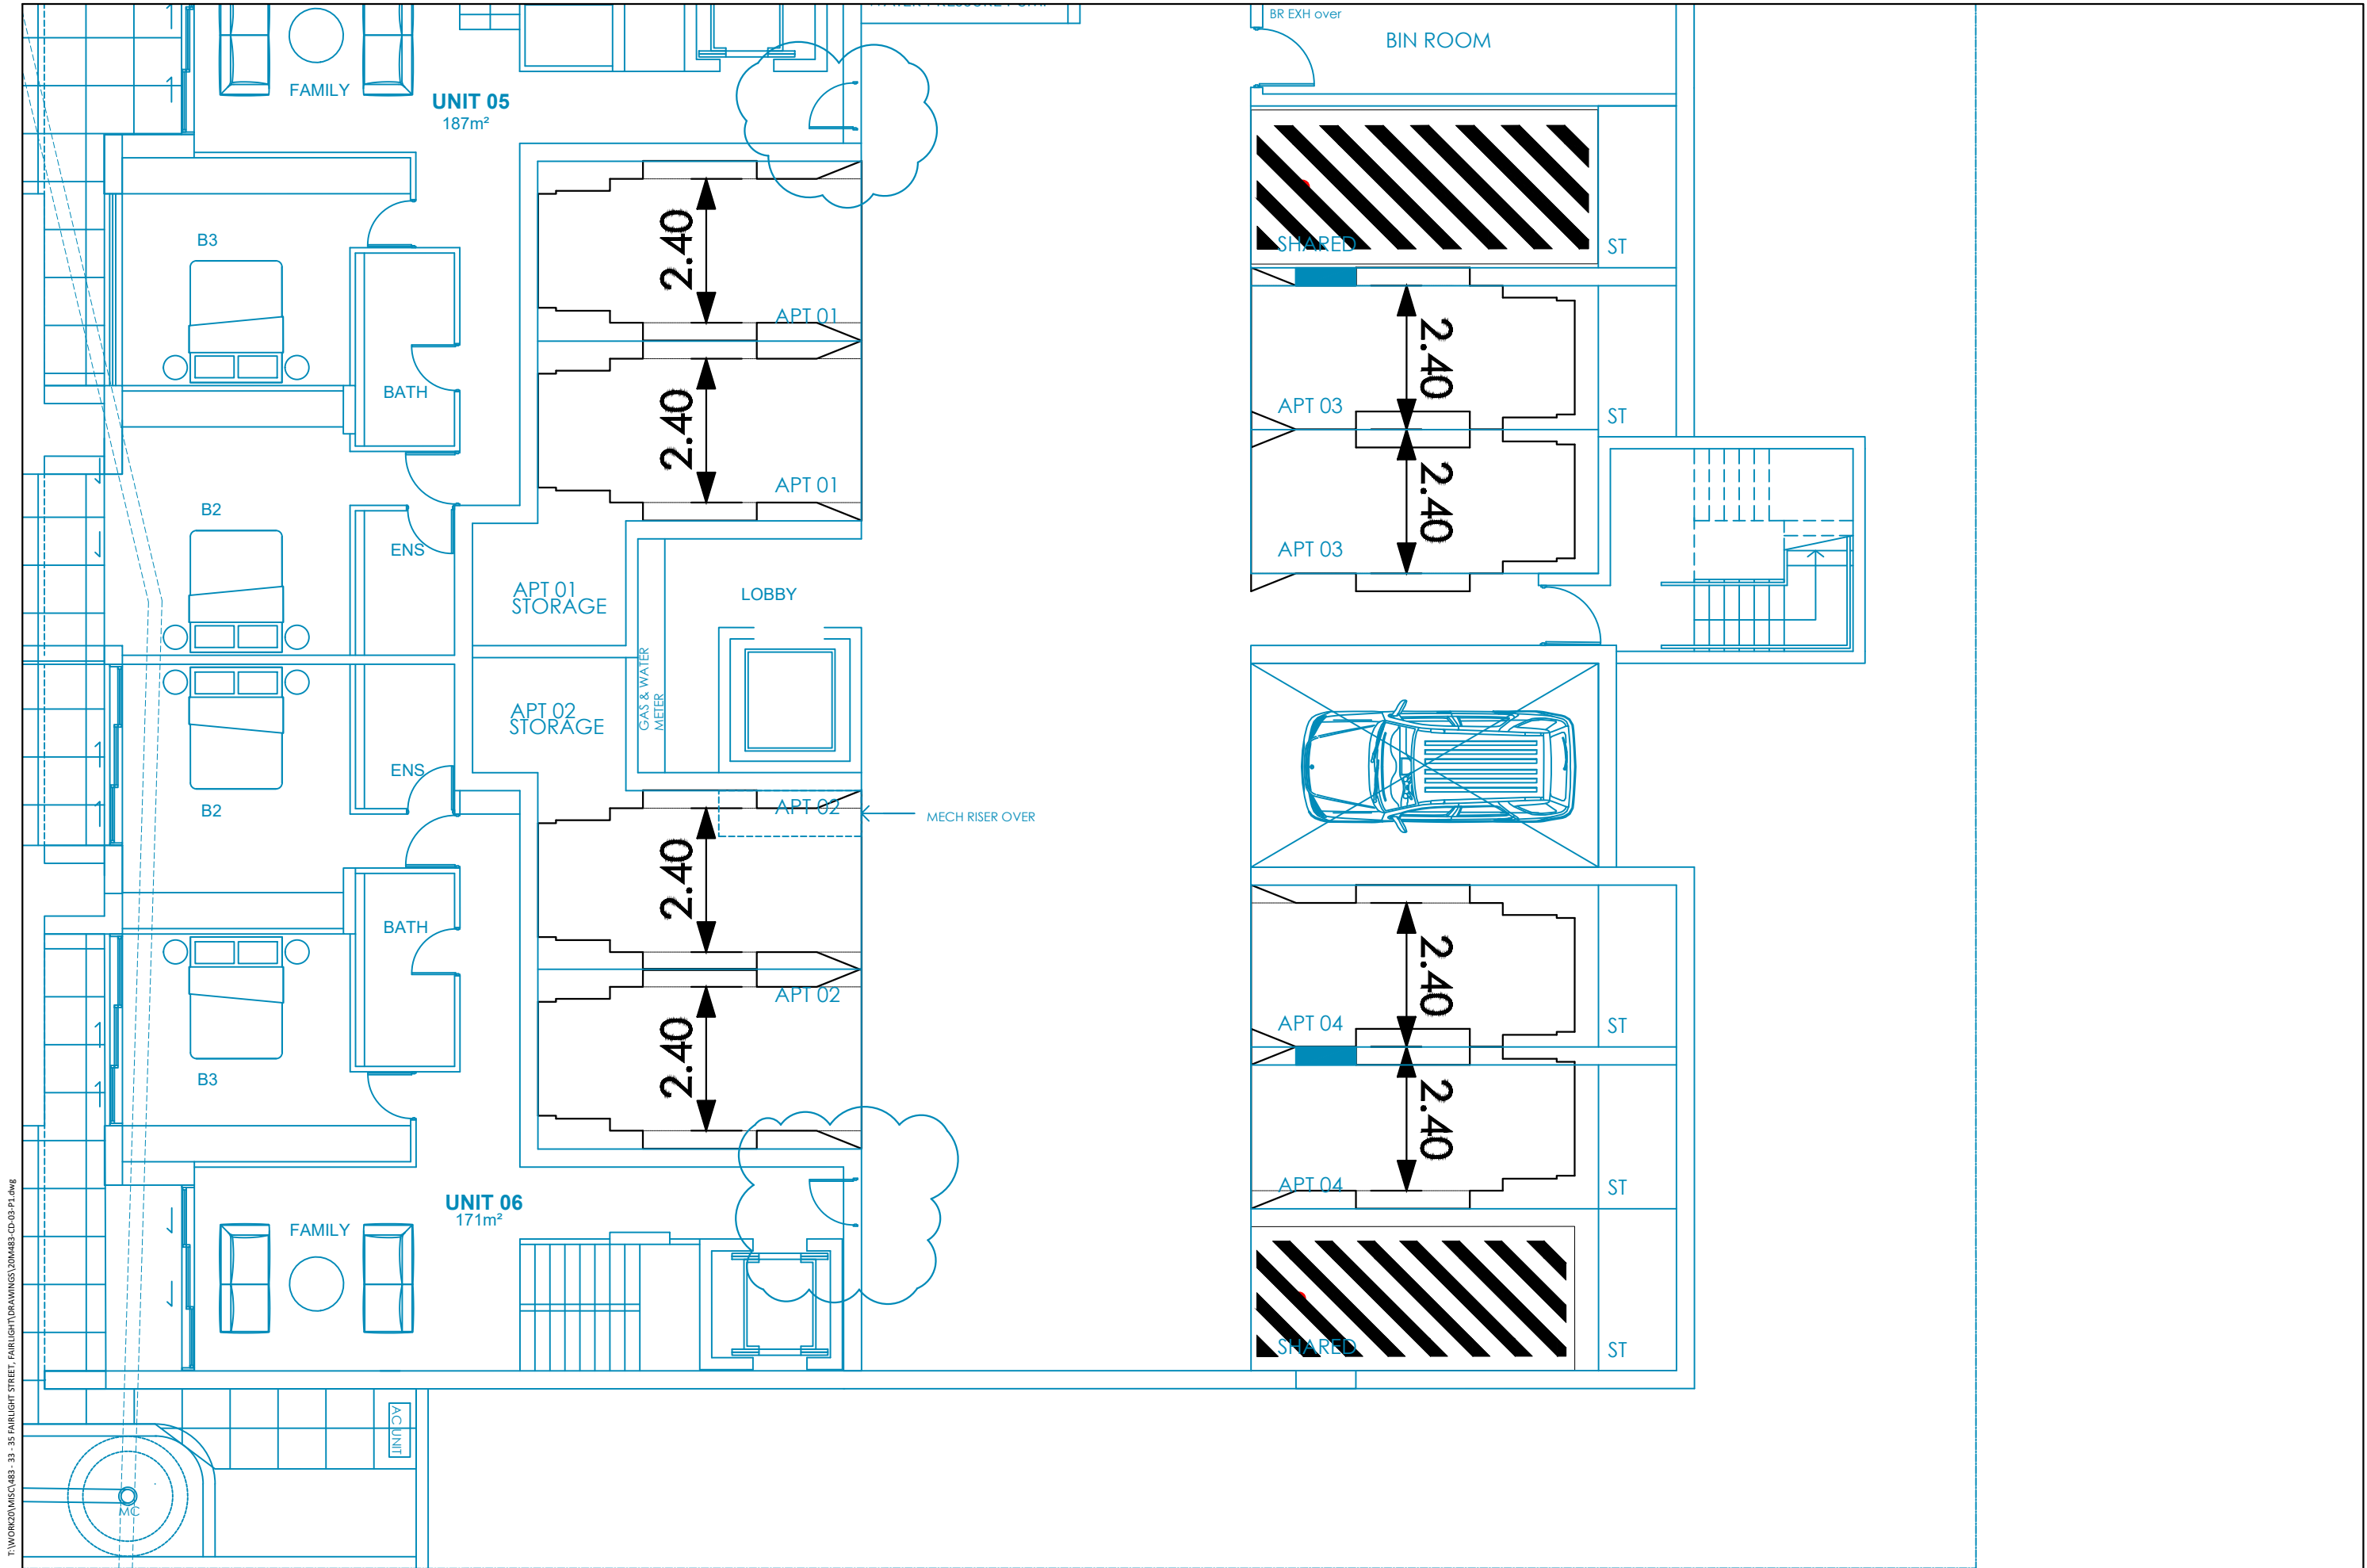 BR EXH over
BIN ROOM
FAMILY
UNIT 05
187m²
B3
2.40
SHARED
ST
APT 01
2.40
BATH
2.40
APT 03
ST
APT 01
2.40
B2
ENS
APT 03
APT 01
STORAGE
LOBBY
GAS & WATER
METER
APT 02
STORAGE
ENS
B2
APT 02
MECH RISER OVER
2.40
BATH
2.40
APT 02
APT 04
ST
2.40
B3
2.40
APT 04
ST
UNIT 06
171m²
FAMILY
SHARED
ST
AC UNIT
MC
T:\WORK20\MISC\483 - 33 - 35 FAIRLIGHT STREET, FAIRLIGHT\DRAWINGS\20M483-CD-03-P1.dwg